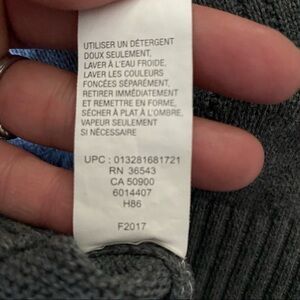 UTILISER UN DÉTERGENT
DOUX SEULEMENT,
LAVER À L'EAU FROIDE,
LAVER LES COULEURS
FONCÉES SÉPARÉMENT,
RETIRER IMMÉDIATEMENT
ET REMETTRE EN FORME,
SÉCHER À PLAT À L'OMBRE,
VAPEUR SEULEMENT
SI NÉCESSAIRE
UPC : 013281681721
RN 36543
CA 50900
6014407
H86
F2017